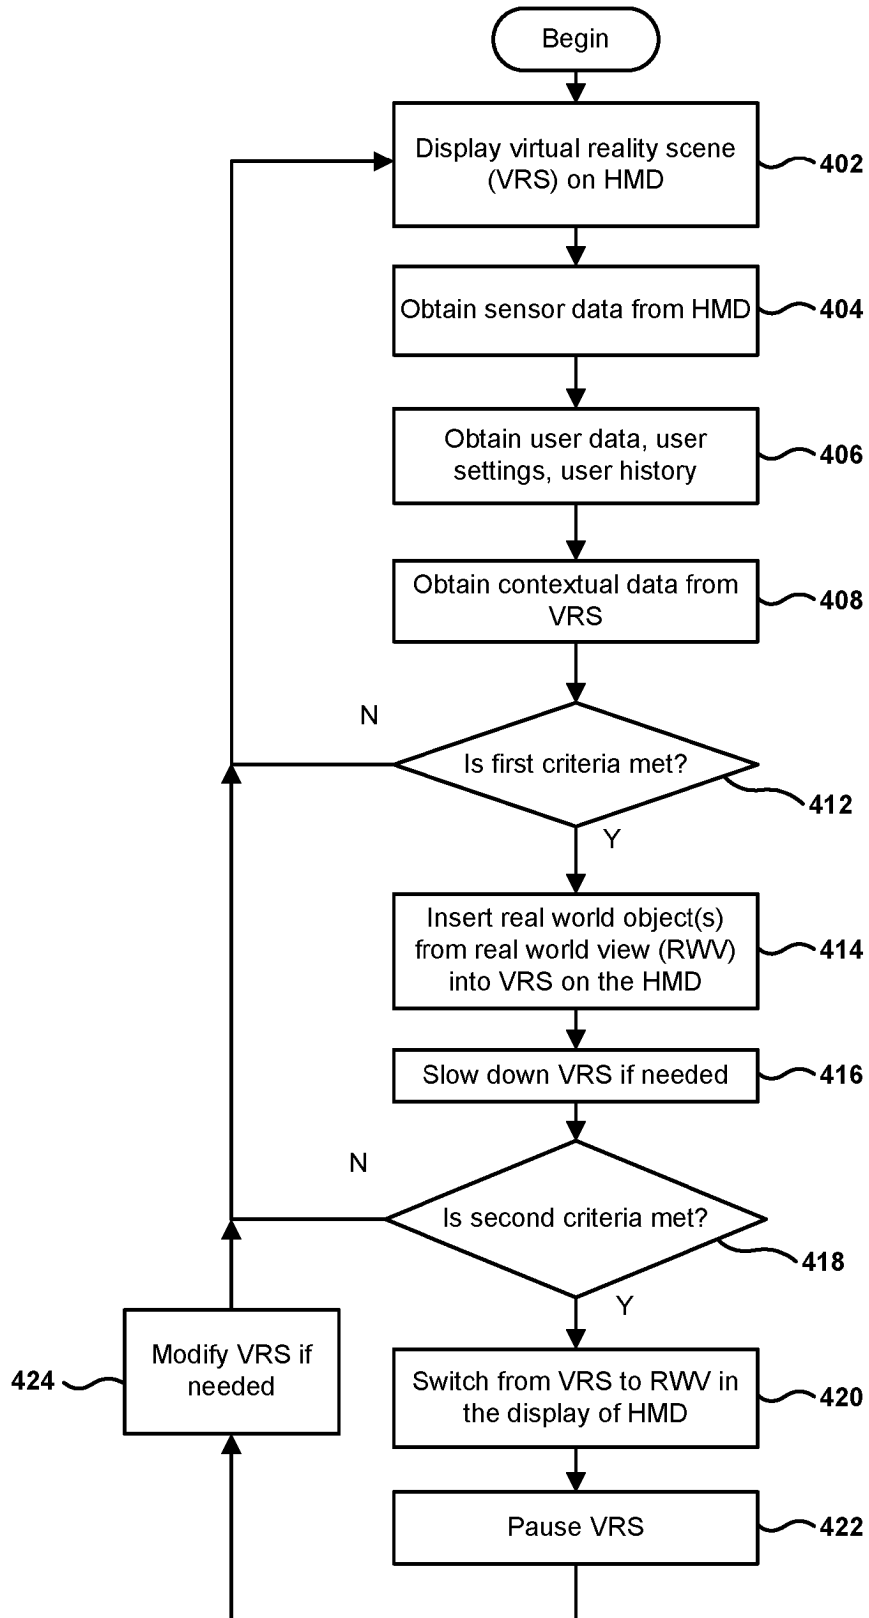 Begin
Display virtual reality scene
(VRS) on HMD
402
Obtain sensor data from HMD
404
Obtain user data, user
settings, user history
406
Obtain contextual data from
VRS
408
N
Is first criteria met?
412
Y
Insert real world object(s)
from real world view (RWV)
into VRS on the HMD
414
Slow down VRS if needed
416
N
Is second criteria met?
418
Y
Modify VRS if
needed
424
Switch from VRS to RWV in
the display of HMD
420
Pause VRS
422